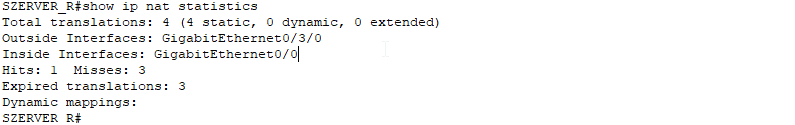 SZERVER_R#show ip nat statistics
Total translations: 4 (4 static, 0 dynamic, 0 extended)
Outside Interfaces: GigabitEthernet0/3/0
Inside Interfaces: GigabitEthernet0/0
Hits: 1  Misses: 3
Expired translations: 3
Dynamic mappings:
SZERVER_R#